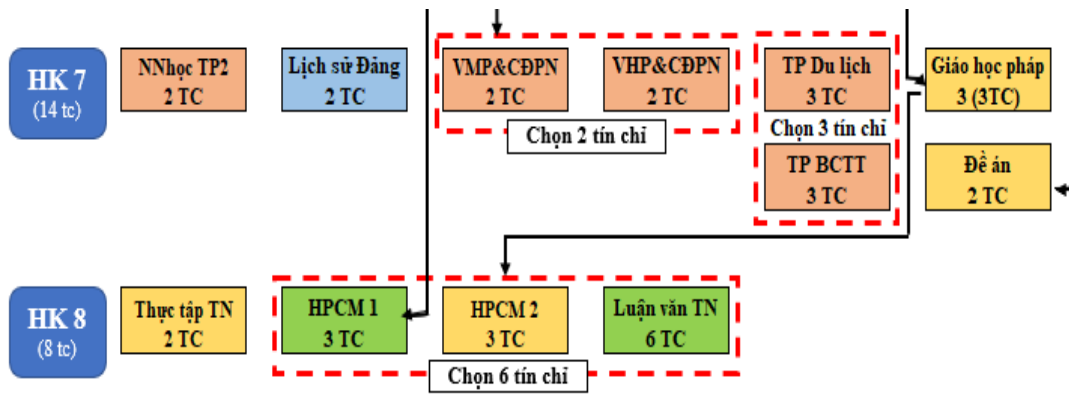 HK 7
(14 tc)
NNhọc TP2
2 TC
Lịch sử Đảng
2 TC
VMP&CĐPN
2 TC
VHP&CĐPN
2 TC
Chọn 2 tín chỉ
TP Du lịch
3 TC
Chọn 3 tín chỉ
TP BCTT
3 TC
Giáo học pháp
3 (3TC)
Đề án
2 TC
HK 8
(8 tc)
Thực tập TN
2 TC
HPCM 1
3 TC
HPCM 2
3 TC
Luận văn TN
6 TC
Chọn 6 tín chỉ